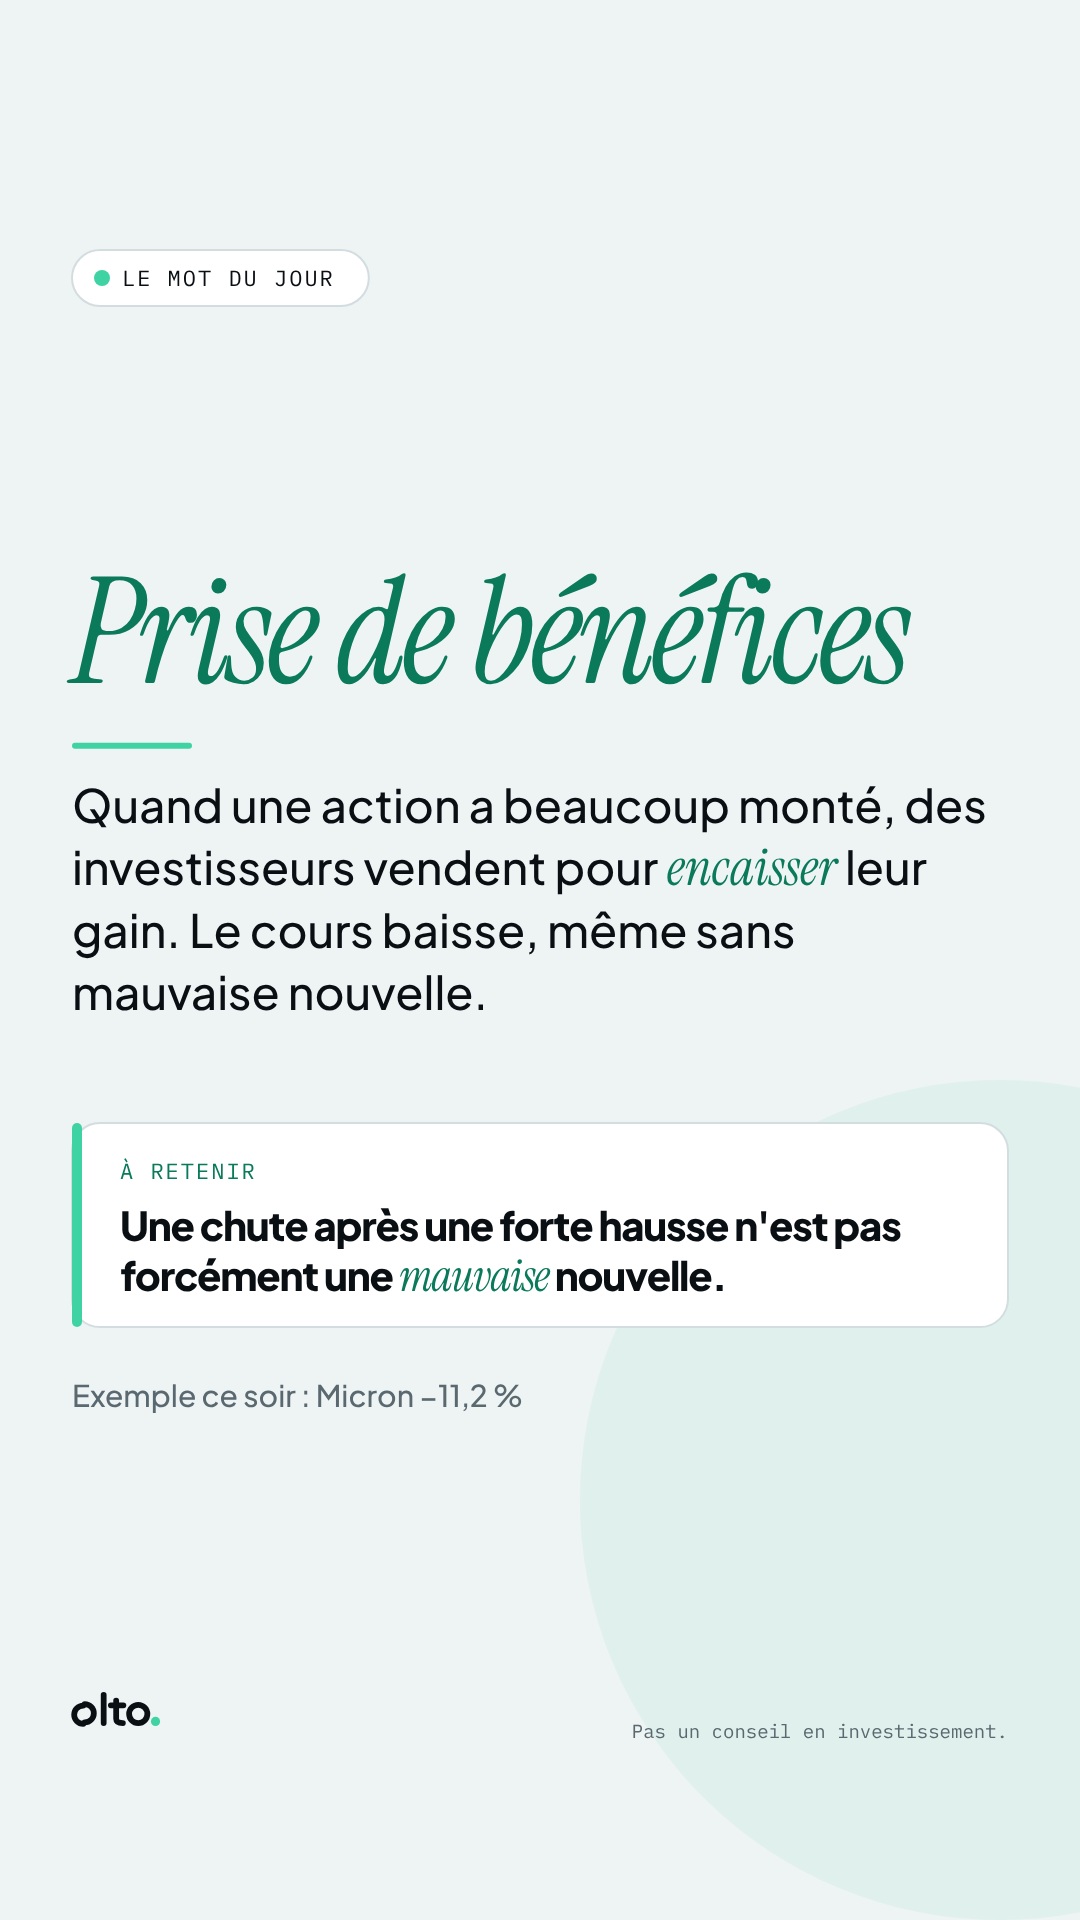 LE MOT DU JOUR
Prise de bénéfices
Quand une action a beaucoup monté, des
investisseurs vendent pour encaisser leur
gain. Le cours baisse, même sans
mauvaise nouvelle.
À RETENIR
Une chute après une forte hausse n'est pas
forcément une mauvaise nouvelle.
Exemple ce soir : Micron −11,2 %
olto.
Pas un conseil en investissement.